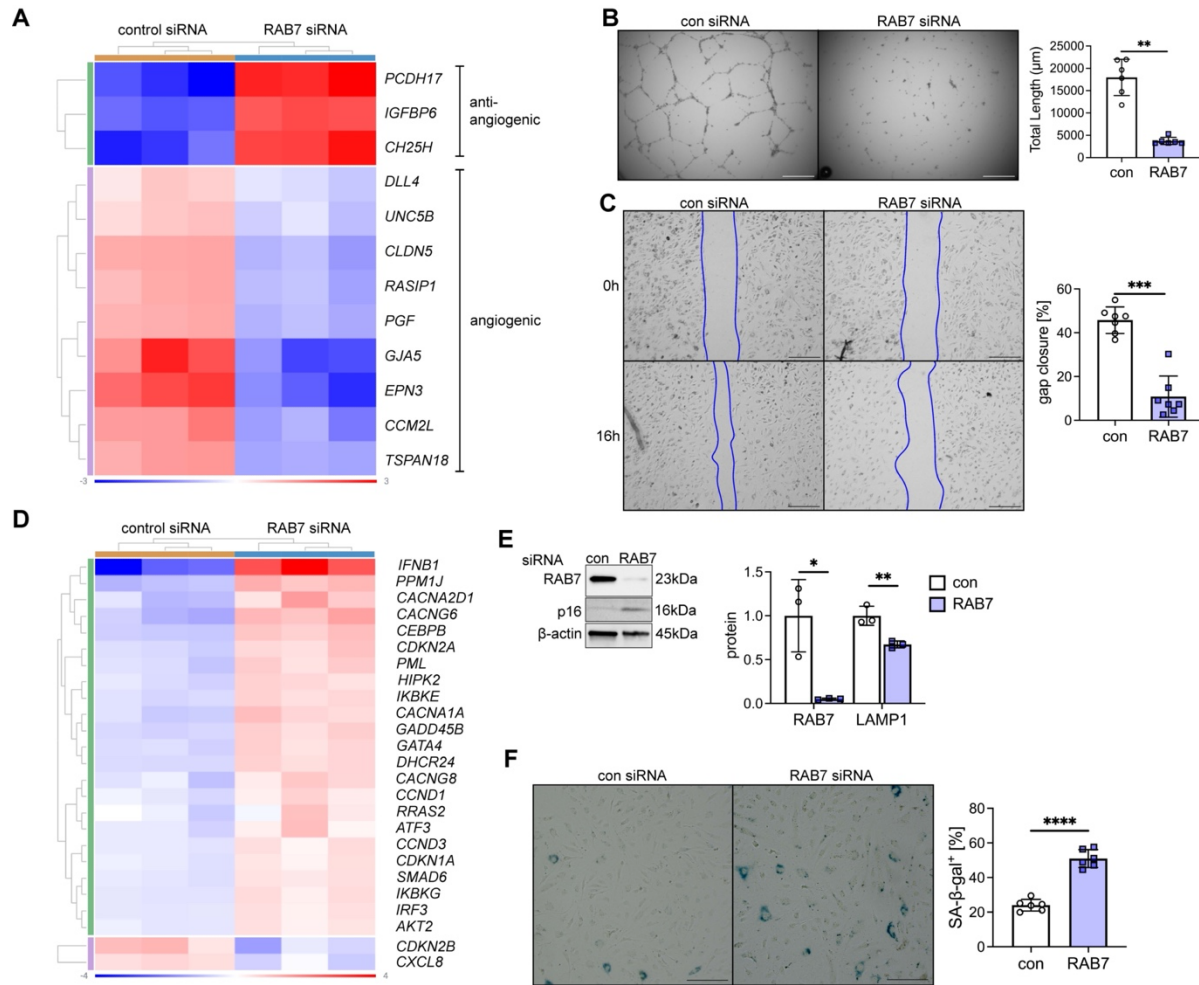 A
control siRNA RAB7 siRNA
PCDH17
IGFBP6
CH25H
anti-
angiogenic
DLL4
UNC5B
CLDN5
RASIP1
PGF
GJA5
EPN3
CCM2L
TSPAN18
angiogenic
-3 3
B
con siRNA RAB7 siRNA
Total Length (µm)
25000
20000
15000
10000
5000
0
**
con RAB7
C
con siRNA RAB7 siRNA
0h
16h
gap closure [%]
60
40
20
0
***
con RAB7
D
control siRNA RAB7 siRNA
IFNB1
PPM1J
CACNA2D1
CACNG6
CEBPB
CDKN2A
PML
HIPK2
IKBKE
CACNA1A
GADD45B
GATA4
DHCR24
CACNG8
CCND1
RRAS2
ATF3
CCND3
CDKN1A
SMAD6
IKBKG
IRF3
AKT2
CDKN2B
CXCL8
-4 4
E
siRNA con RAB7
RAB7 23kDa
p16 16kDa
β-actin 45kDa
protein
1.5
1.0
0.5
0.0
* **
RAB7 LAMP1
con
RAB7
F
con siRNA RAB7 siRNA
SA-β-gal⁺ [%]
80
60
40
20
0
****
con RAB7